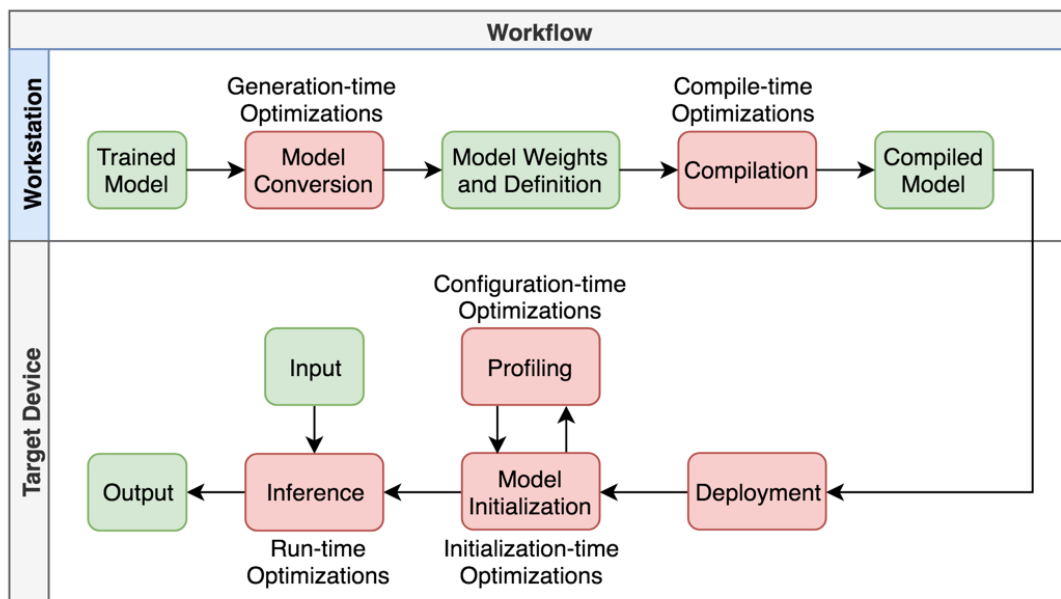 Workflow
Workstation
Generation-time
Optimizations
Compile-time
Optimizations
Trained
Model
Model
Conversion
Model Weights
and Definition
Compilation
Compiled
Model
Target Device
Configuration-time
Optimizations
Input
Profiling
Output
Inference
Model
Initialization
Deployment
Run-time
Optimizations
Initialization-time
Optimizations